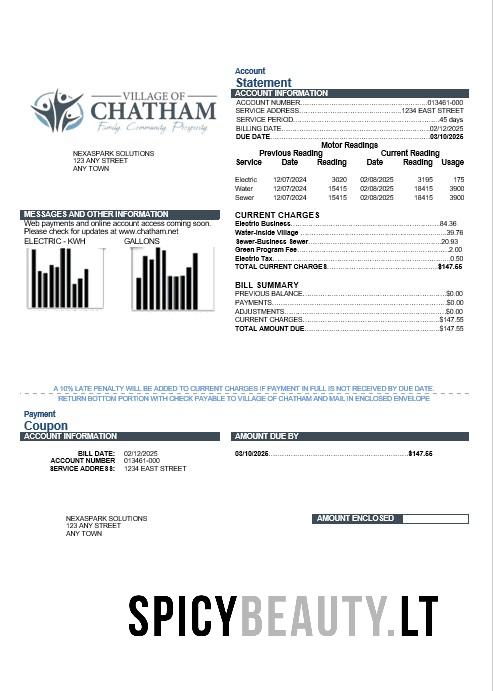 VILLAGE OF
CHATHAM
Family. Community. Prosperity.
NEXASPARK SOLUTIONS
123 ANY STREET
ANY TOWN
Account
Statement
ACCOUNT INFORMATION
ACCOUNT NUMBER.....013461-000
SERVICE ADDRESS.....1234 EAST STREET
SERVICE PERIOD.....45 days
BILLING DATE.....02/12/2025
DUE DATE.....03/10/2025
Motor Readings
Previous Reading Current Reading
Service Date Reading Date Reading Usage
Electric 12/07/2024 3020 02/08/2025 3195 175
Water 12/07/2024 15415 02/08/2025 18415 3900
Sewer 12/07/2024 15415 02/08/2025 18415 3900
MESSAGES AND OTHER INFORMATION
Web payments and online account access coming soon.
Please check for updates at www.chatham.net
ELECTRIC - KWH GALLONS
CURRENT CHARGES
Electric Business.....84.36
Water-Inside Village.....39.76
Sewer-Business Sewer.....20.93
Green Program Fee.....2.00
Electric Tax.....0.50
TOTAL CURRENT CHARGES.....$147.55
BILL SUMMARY
PREVIOUS BALANCE.....$0.00
PAYMENTS.....$0.00
ADJUSTMENTS.....$0.00
CURRENT CHARGES.....$147.55
TOTAL AMOUNT DUE.....$147.55
A 10% LATE PENALTY WILL BE ADDED TO CURRENT CHARGES IF PAYMENT IN FULL IS NOT RECEIVED BY DUE DATE.
RETURN BOTTOM PORTION WITH CHECK PAYABLE TO VILLAGE OF CHATHAM AND MAIL IN ENCLOSED ENVELOPE
Payment
Coupon
ACCOUNT INFORMATION
BILL DATE: 02/12/2025
ACCOUNT NUMBER 013461-000
SERVICE ADDRESS: 1234 EAST STREET
AMOUNT DUE BY
03/10/2025.....$147.55
NEXASPARK SOLUTIONS
123 ANY STREET
ANY TOWN
AMOUNT ENCLOSED
SPICYBEAUTY.LT